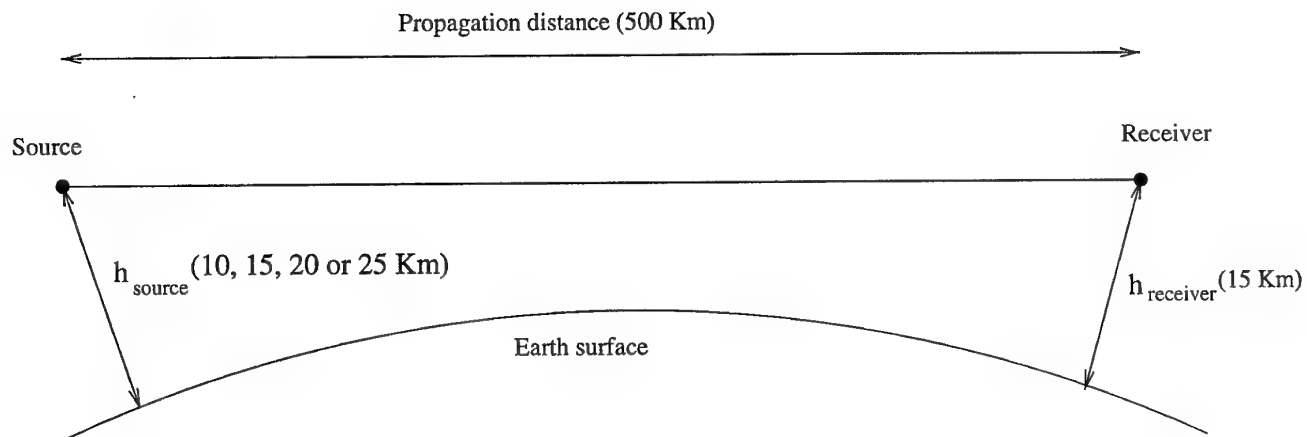 Propagation distance (500 Km)
Source
Receiver
h source (10, 15, 20 or 25 Km)
h receiver (15 Km)
Earth surface